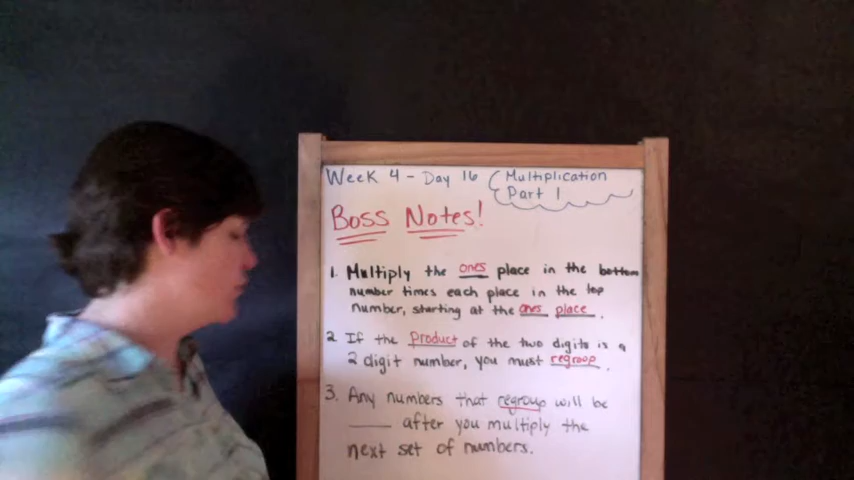 Week 4 - Day 16 Multiplication
Part 1
Boss Notes!
1. Multiply the ones place in the bottom
number times each place in the top
number, starting at the ones place.
2. If the product of the two digits is a
2 digit number, you must regroup.
3. Any numbers that regroup will be
____ after you multiply the
next set of numbers.